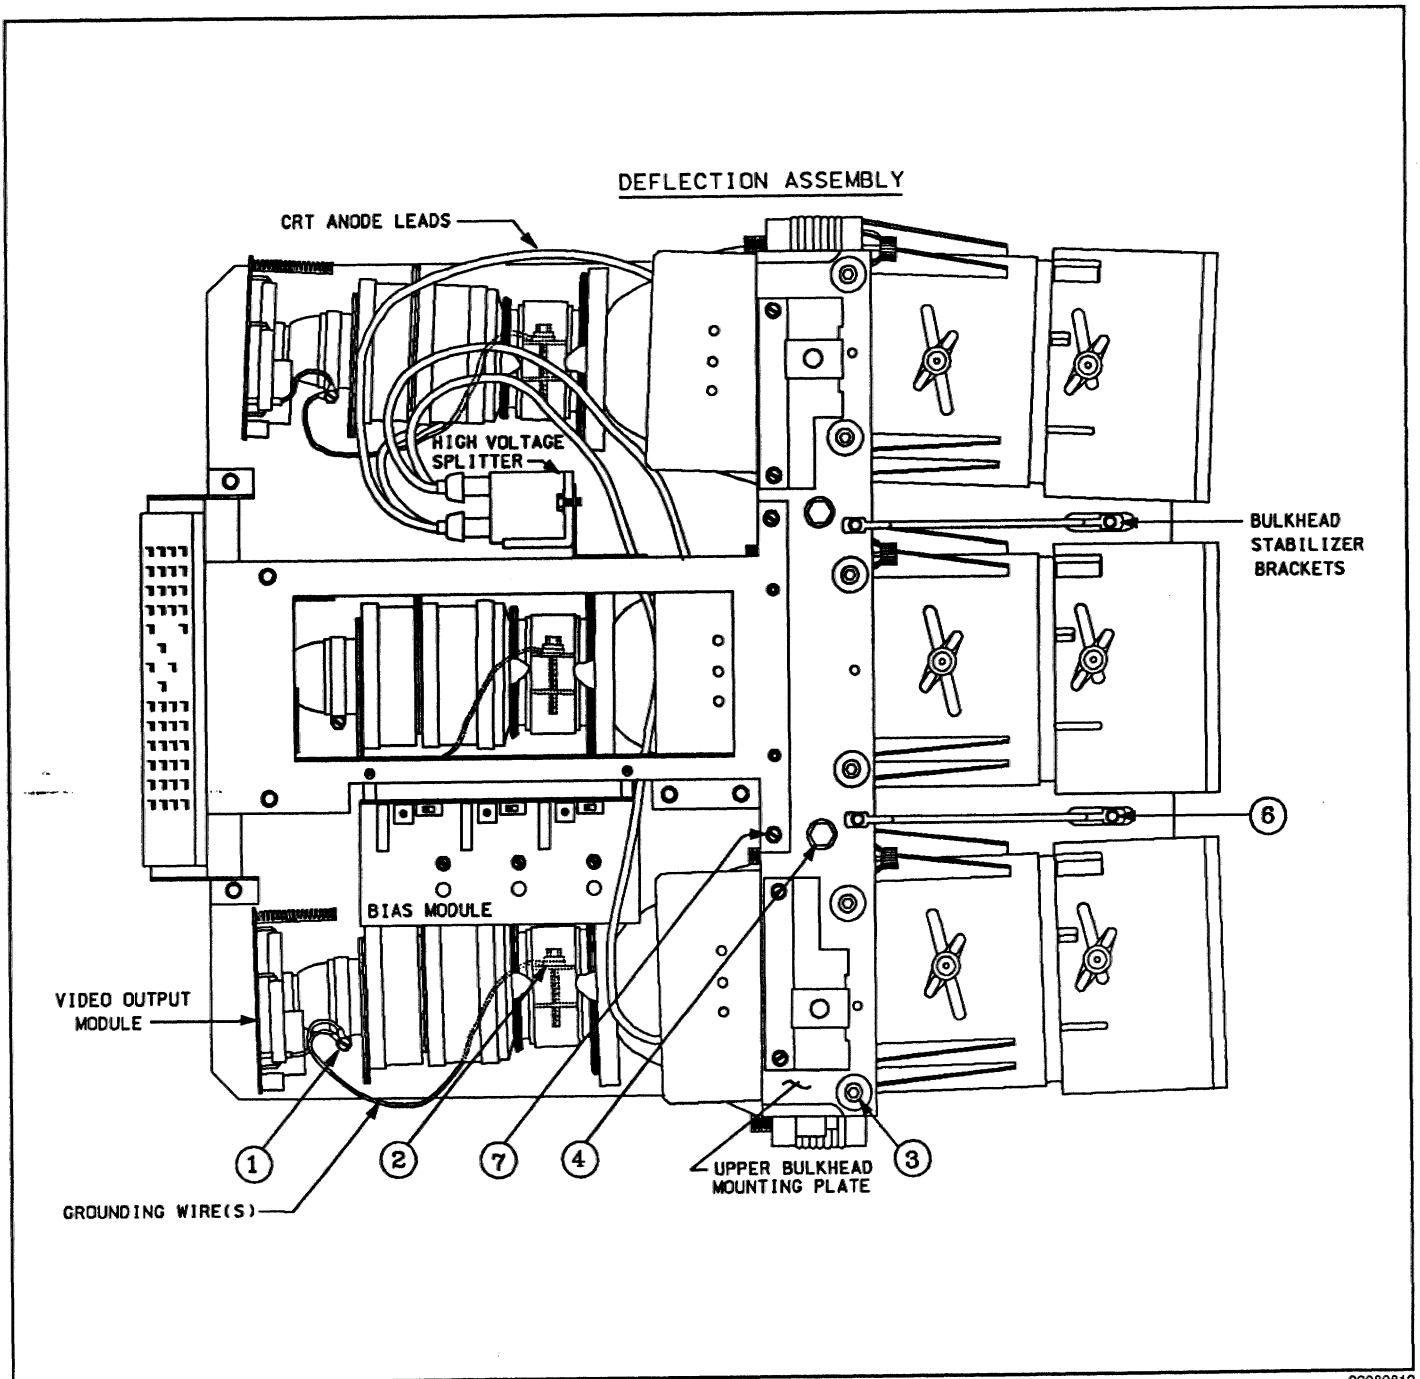 DEFLECTION ASSEMBLY
CRT ANODE LEADS
HIGH VOLTAGE
SPLITTER
BULKHEAD
STABILIZER
BRACKETS
6
BIAS MODULE
VIDEO OUTPUT
MODULE
1
2
7
4
3
UPPER BULKHEAD
MOUNTING PLATE
GROUNDING WIRE(S)